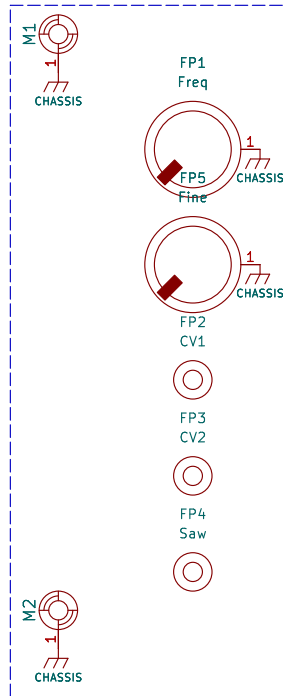 M1
1
CHASSIS
FP1
Freq
1
CHASSIS
FP5
Fine
1
CHASSIS
FP2
CV1
FP3
CV2
FP4
Saw
M2
1
CHASSIS